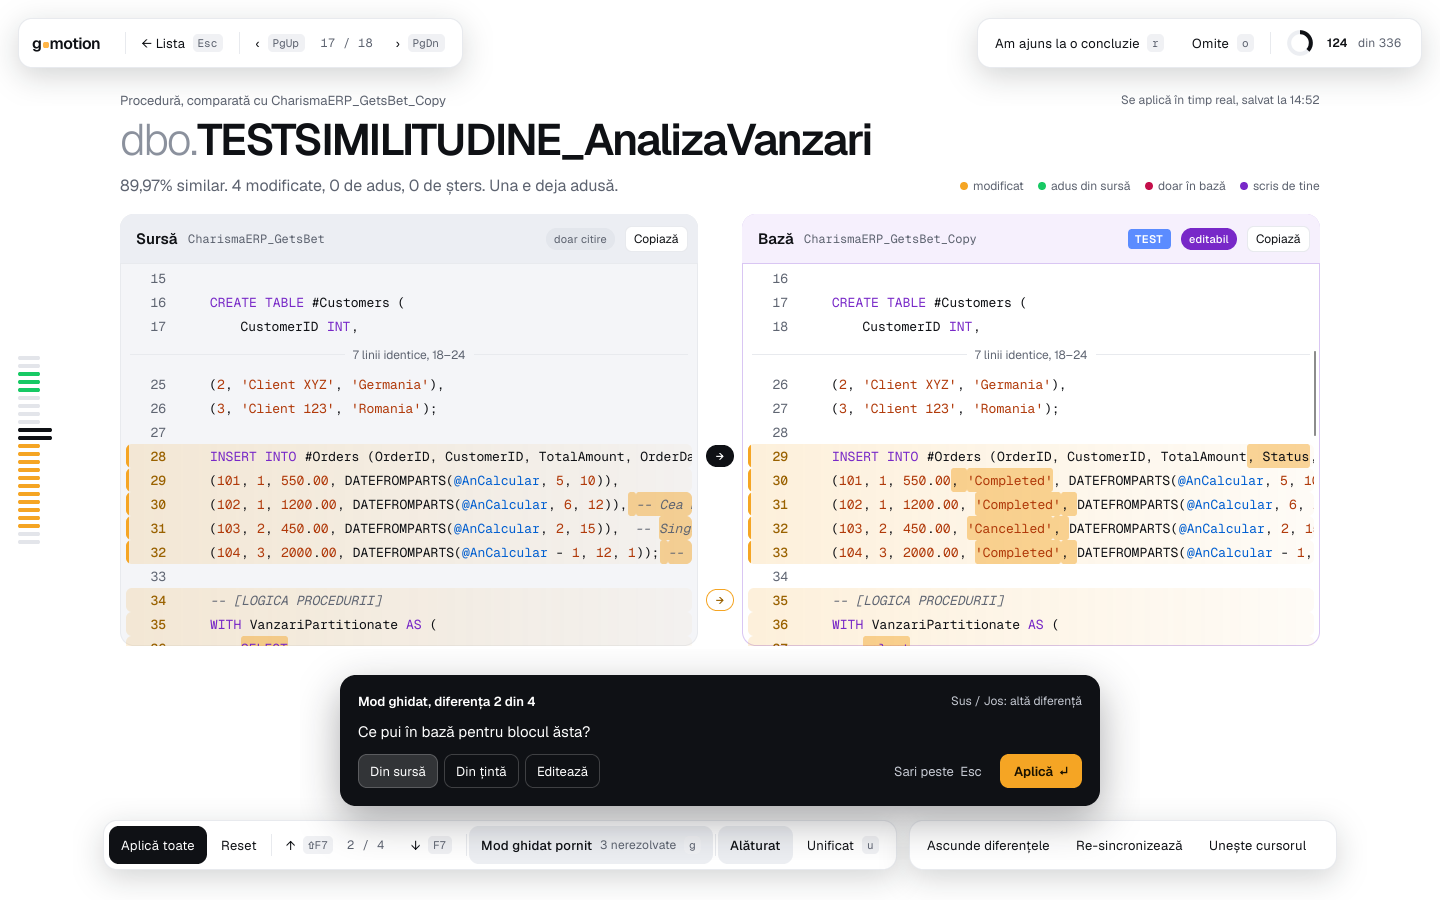 g motion
← Lista Esc
‹ PgUp 17 / 18 › PgDn
Am ajuns la o concluzie r
Omite o
124 din 336
Procedură, comparată cu CharismaERP_GetsBet_Copy
Se aplică în timp real, salvat la 14:52
dbo.TESTSIMILITUDINE_AnalizaVanzari
89,97% similar. 4 modificate, 0 de adus, 0 de șters. Una e deja adusă.
modificat adus din sursă doar în bază scris de tine
Sursă CharismaERP_GetsBet doar citire Copiază
15
16 CREATE TABLE #Customers (
17 CustomerID INT,
7 linii identice, 18–24
25 (2, 'Client XYZ', 'Germania'),
26 (3, 'Client 123', 'Romania');
27
28 INSERT INTO #Orders (OrderID, CustomerID, TotalAmount, OrderDa
29 (101, 1, 550.00, DATEFROMPARTS(@AnCalcular, 5, 10)),
30 (102, 1, 1200.00, DATEFROMPARTS(@AnCalcular, 6, 12)), -- Cea
31 (103, 2, 450.00, DATEFROMPARTS(@AnCalcular, 2, 15)), -- Sing
32 (104, 3, 2000.00, DATEFROMPARTS(@AnCalcular - 1, 12, 1)); --
33
34 -- [LOGICA PROCEDURII]
35 WITH VanzariPartitionate AS (
→
→
Bază CharismaERP_GetsBet_Copy TEST editabil Copiază
16
17 CREATE TABLE #Customers (
18 CustomerID INT,
7 linii identice, 18–24
26 (2, 'Client XYZ', 'Germania'),
27 (3, 'Client 123', 'Romania');
28
29 INSERT INTO #Orders (OrderID, CustomerID, TotalAmount, Status,
30 (101, 1, 550.00, 'Completed', DATEFROMPARTS(@AnCalcular, 5, 10
31 (102, 1, 1200.00, 'Completed', DATEFROMPARTS(@AnCalcular, 6,
32 (103, 2, 450.00, 'Cancelled', DATEFROMPARTS(@AnCalcular, 2, 15
33 (104, 3, 2000.00, 'Completed', DATEFROMPARTS(@AnCalcular - 1,
34
35 -- [LOGICA PROCEDURII]
36 WITH VanzariPartitionate AS (
Mod ghidat, diferența 2 din 4
Sus / Jos: altă diferență
Ce pui în bază pentru blocul ăsta?
Din sursă Din țintă Editează
Sari peste Esc Aplică ↵
Aplică toate Reset ↑ ⇧F7 2 / 4 ↓ F7 Mod ghidat pornit 3 nerezolvate g Alăturat Unificat u
Ascunde diferențele Re-sincronizează Unește cursorul